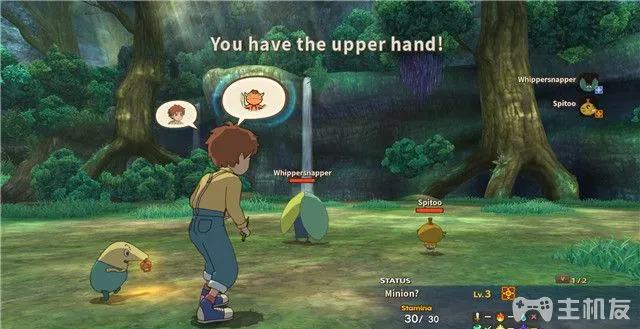 You have the upper hand!
Whippersnapper
Spitoo
Whippersnapper
Spitoo
STATUS
1/2
Minion?
Lv.3
Stamina
30/30
主机友